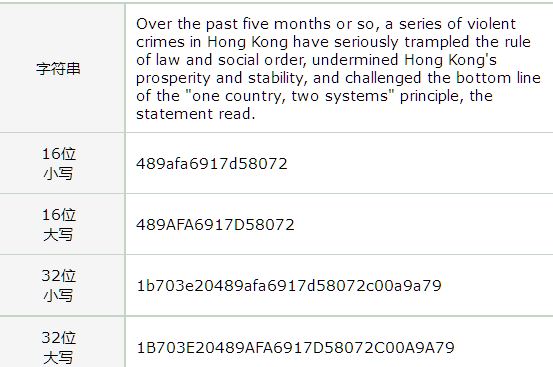 字符串
Over the past five months or so, a series of violent
crimes in Hong Kong have seriously trampled the rule
of law and social order, undermined Hong Kong's
prosperity and stability, and challenged the bottom line
of the "one country, two systems" principle, the
statement read.
16位
小写
489afa6917d58072
16位
大写
489AFA6917D58072
32位
小写
1b703e20489afa6917d58072c00a9a79
32位
大写
1B703E20489AFA6917D58072C00A9A79